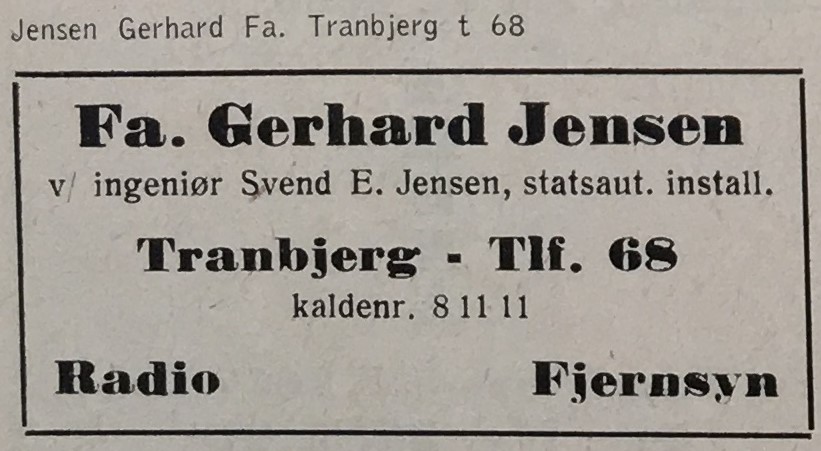 Jensen Gerhard Fa. Tranbjerg t 68
Fa. Gerhard Jensen
v/ ingeniør Svend E. Jensen, statsaut. install.
Tranbjerg - Tlf. 68
kaldenr. 8 11 11
Radio Fjernsyn